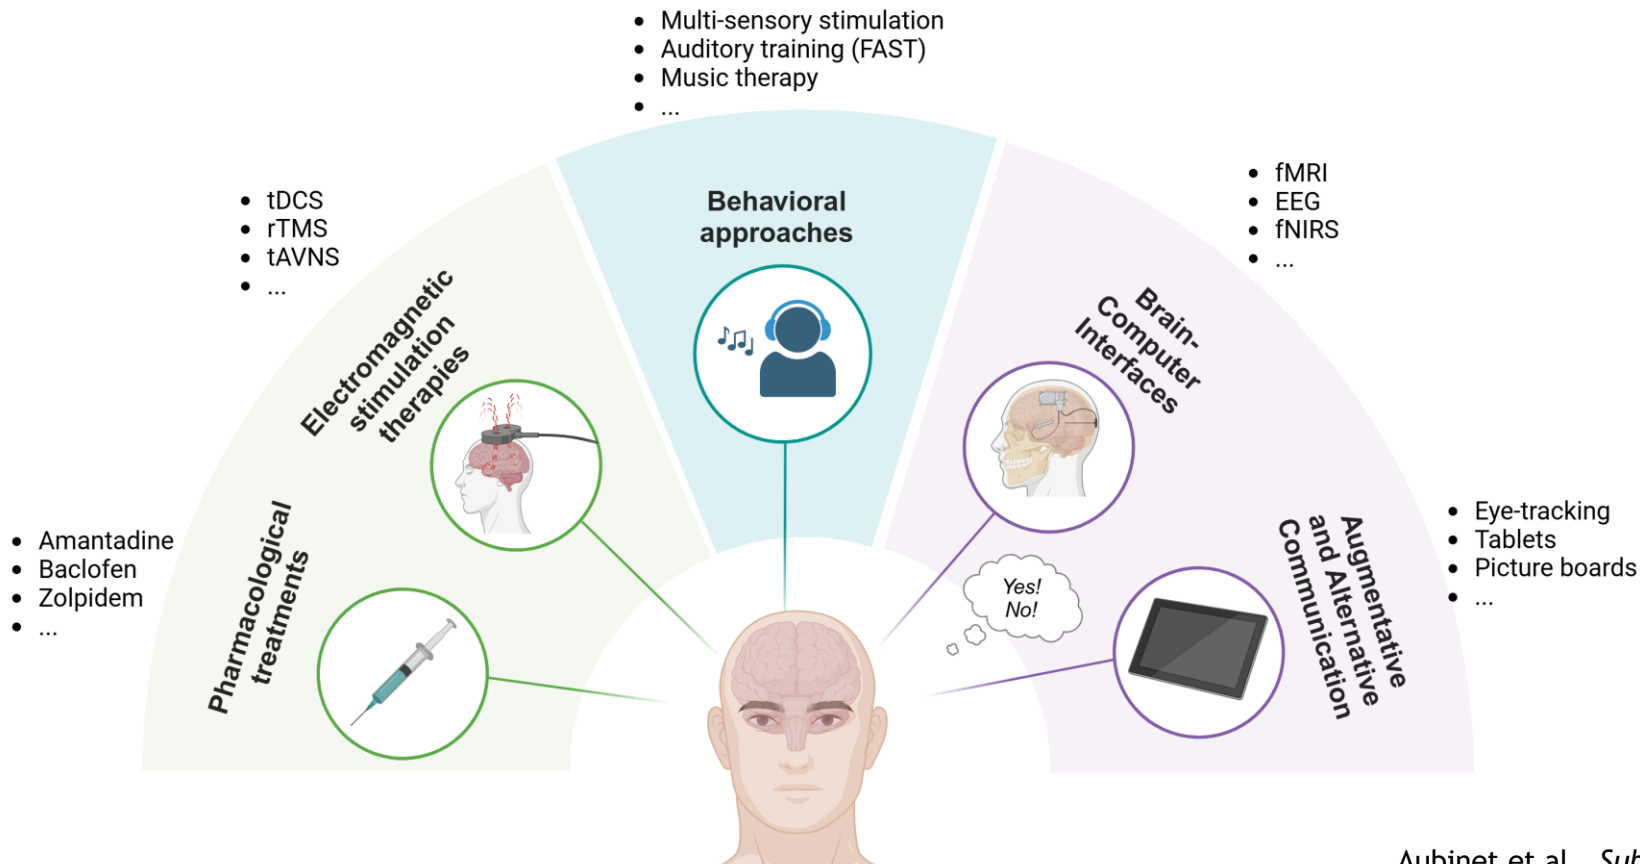 • Multi-sensory stimulation
• Auditory training (FAST)
• Music therapy
• ...
• tDCS
• rTMS
• tAVNS
• ...
• fMRI
• EEG
• fNIRS
• ...
Behavioral
approaches
Electromagnetic
stimulation
therapies
Brain-
Computer
Interfaces
• Amantadine
• Baclofen
• Zolpidem
• ...
Pharmacological
treatments
Augmentative
and Alternative
Communication
• Eye-tracking
• Tablets
• Picture boards
• ...
Yes!
No!
Aubinet et al., Sub